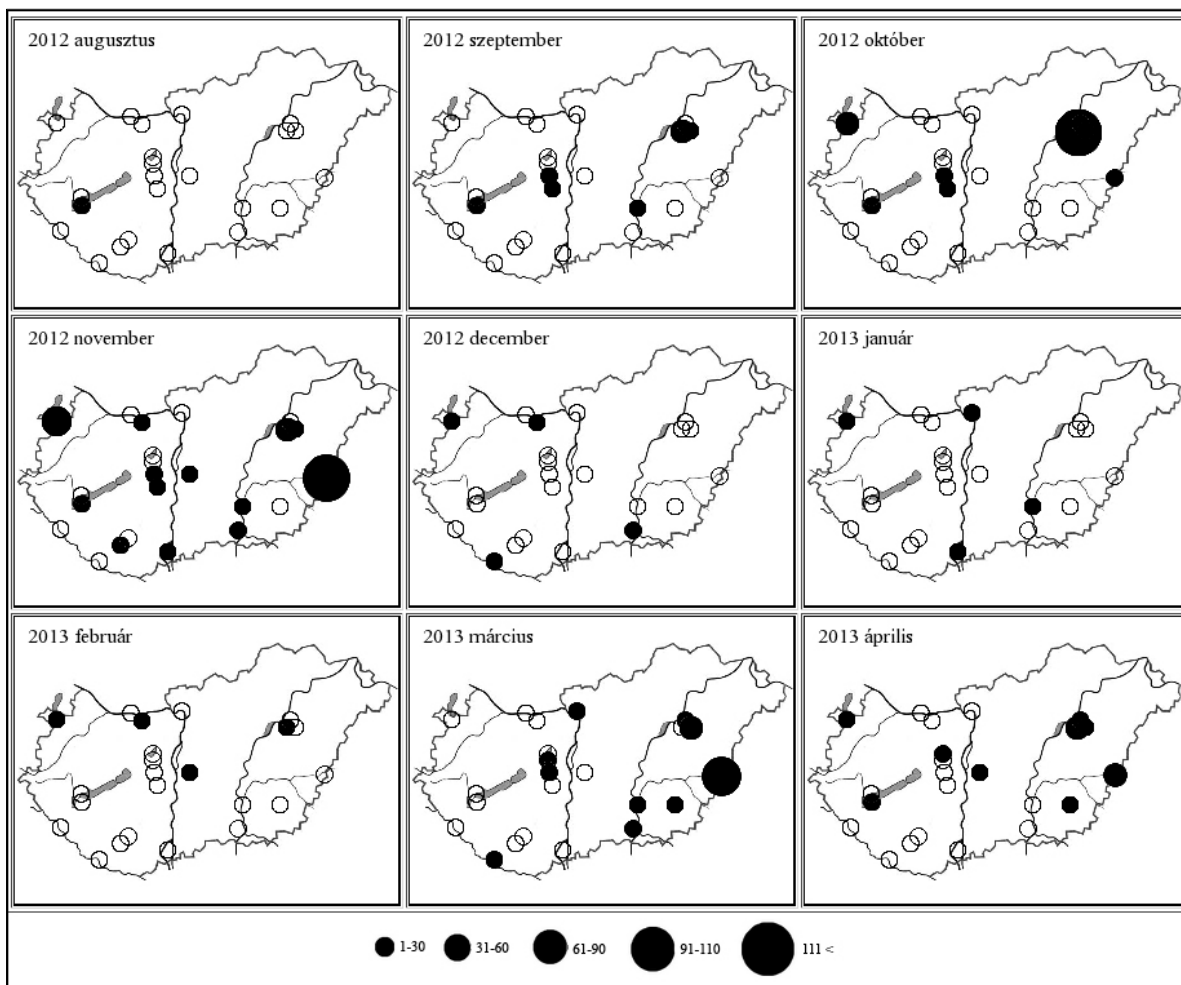 2012 augusztus
2012 szeptember
2012 október
2012 november
2012 december
2013 január
2013 február
2013 március
2013 április
1-30
31-60
61-90
91-110
111 <